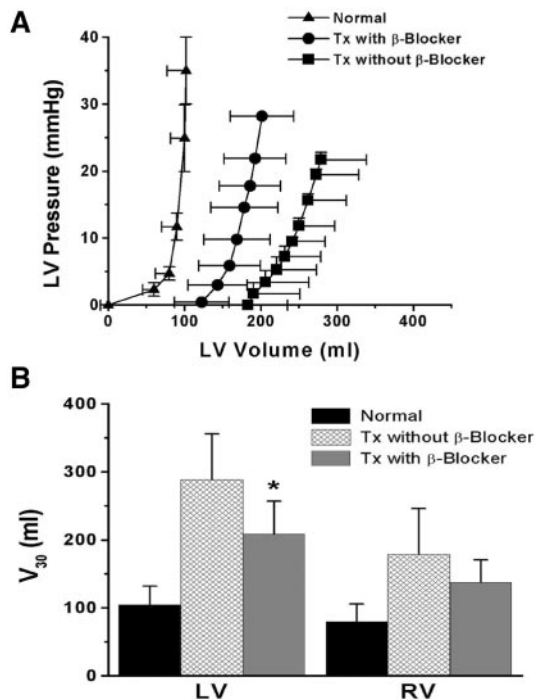 A
Normal
Tx with β-Blocker
Tx without β-Blocker
LV Pressure (mmHg)
40
30
20
10
0
0 100 200 300 400
LV Volume (ml)
B
Normal
Tx without β-Blocker
Tx with β-Blocker
V30 (ml)
400
300
200
100
0
*
LV RV